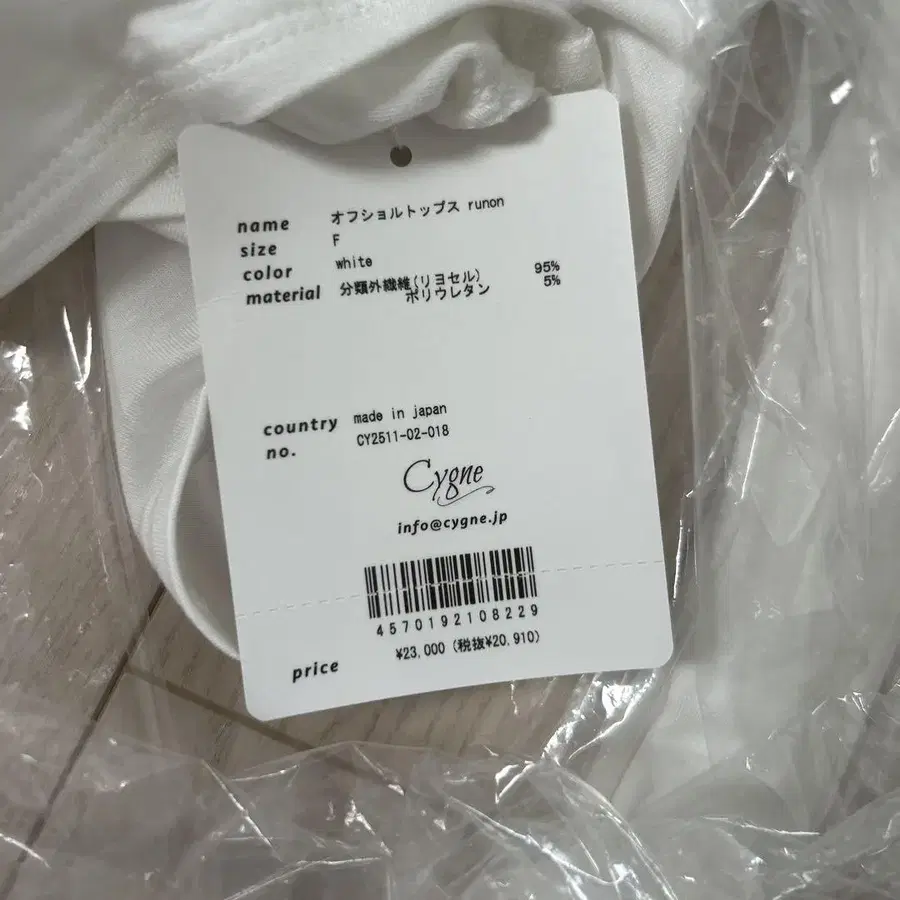 name オフショルトップス runon
size F
color white
material 分類外繊維(リヨセル) 95%
ポリウレタン 5%
country made in japan
no. CY2511-02-018
Cygne
info@cygne.jp
4570192108229
price ¥23,000 (税抜¥20,910)